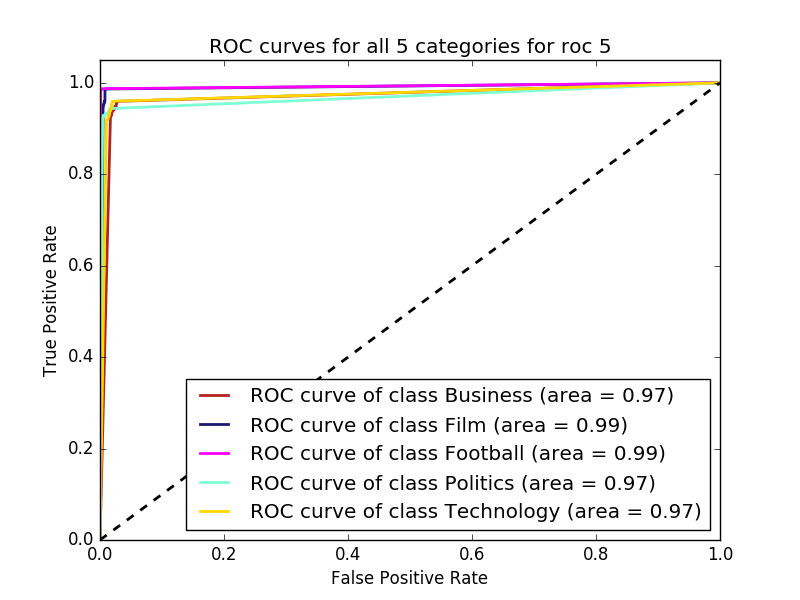 ROC curves for all 5 categories for roc 5
1.0
0.8
0.6
0.4
0.2
0.0
True Positive Rate
ROC curve of class Business (area = 0.97)
ROC curve of class Film (area = 0.99)
ROC curve of class Football (area = 0.99)
ROC curve of class Politics (area = 0.97)
ROC curve of class Technology (area = 0.97)
0.0 0.2 0.4 0.6 0.8 1.0
False Positive Rate